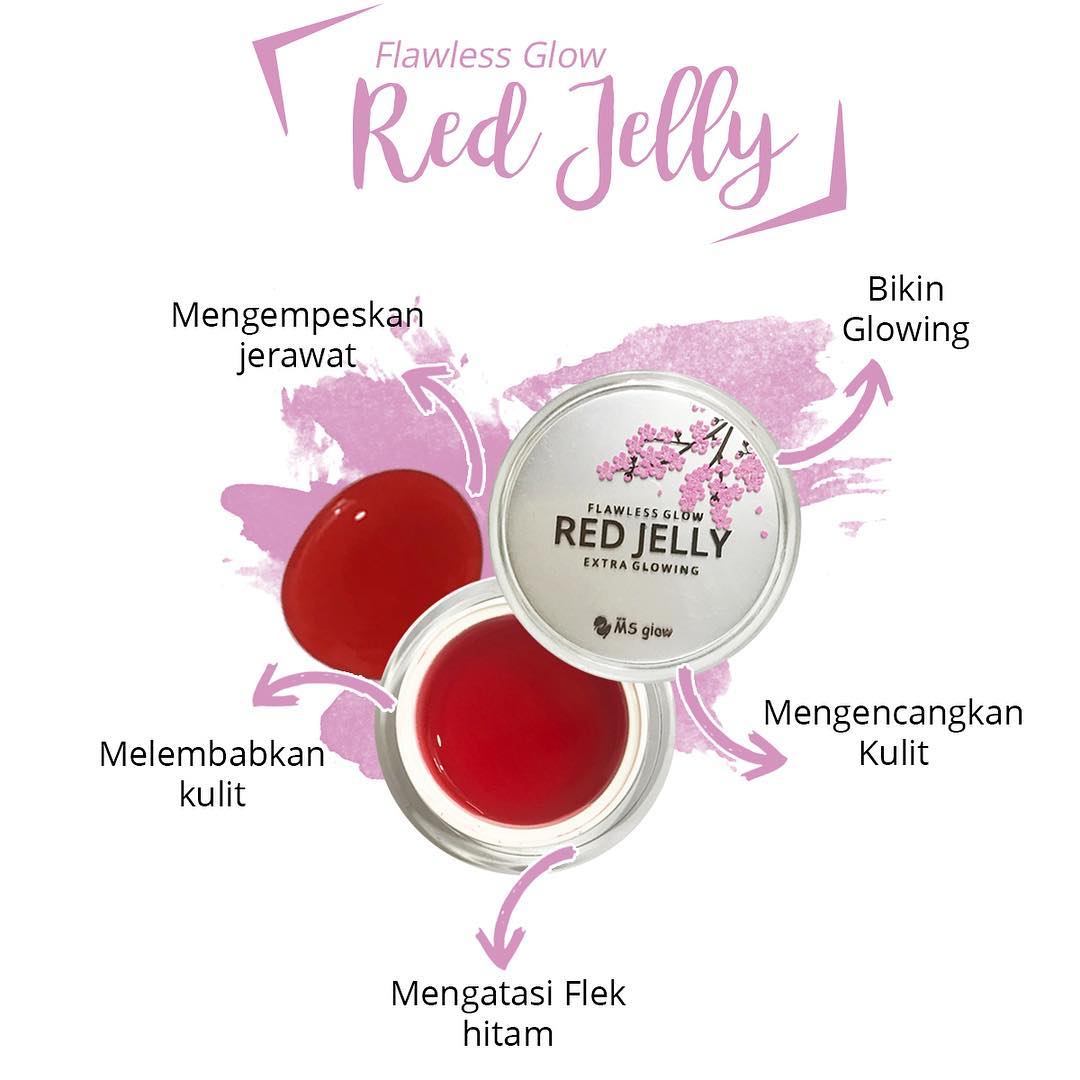 Flawless Glow
Red Jelly
Mengempeskan
jerawat
Bikin
Glowing
FLAWLESS GLOW
RED JELLY
EXTRA GLOWING
MS glow
Melembabkan
kulit
Mengencangkan
Kulit
Mengatasi Flek
hitam